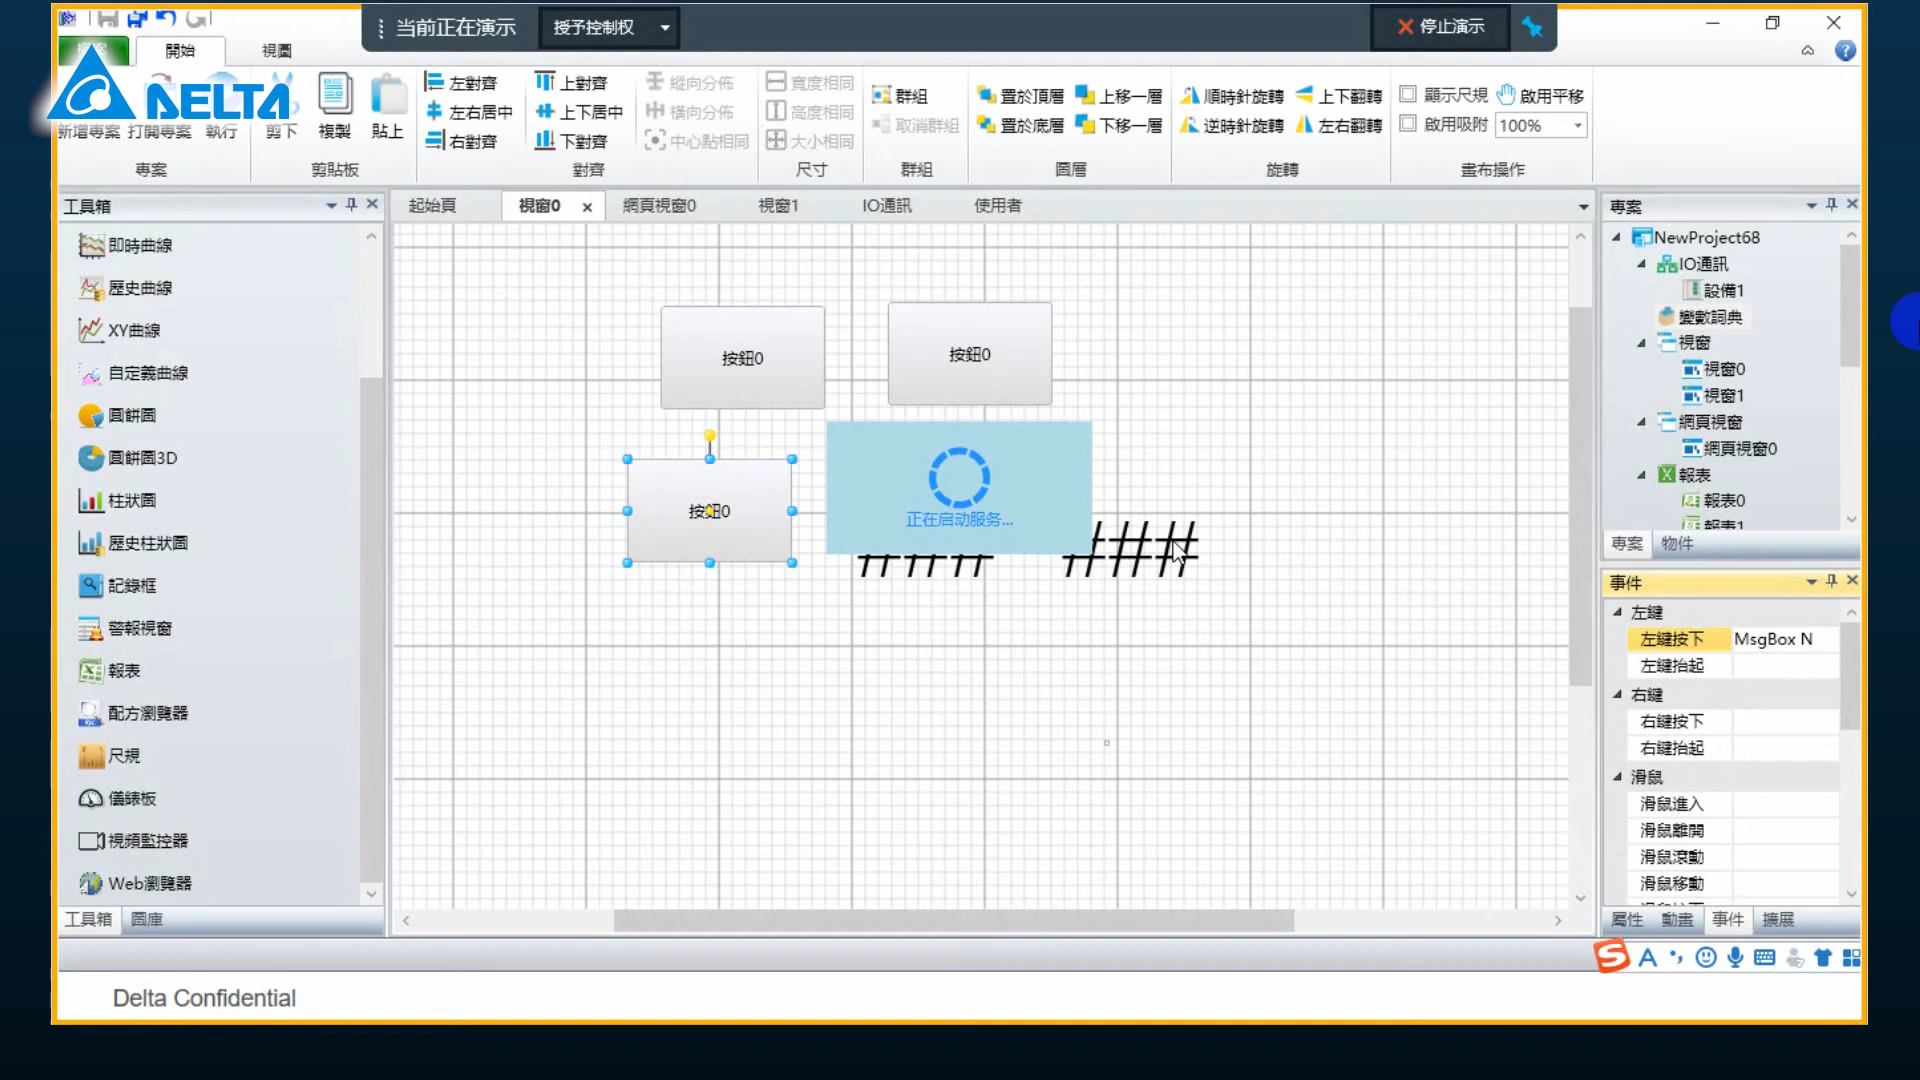 当前正在演示
授予控制权
停止演示
開始
視圖
DELTA
新增專案 打開專案 執行
剪下
複製
貼上
左對齊
左右居中
右對齊
上對齊
上下居中
下對齊
縱向分佈
橫向分佈
中心點相同
寬度相同
高度相同
大小相同
群組
取消群組
置於頂層
置於底層
上移一層
下移一層
順時針旋轉
逆時針旋轉
上下翻轉
左右翻轉
顯示尺規
啟用平移
啟用吸附
100%
專案
剪貼板
對齊
尺寸
群組
圖層
旋轉
畫布操作
工具箱
起始頁
視窗0
網頁視窗0
視窗1
IO通訊
使用者
即時曲線
歷史曲線
XY曲線
自定義曲線
圓餅圖
圓餅圖3D
柱狀圖
歷史柱狀圖
記錄框
警報視窗
報表
配方瀏覽器
尺規
儀錶板
視頻監控器
Web瀏覽器
工具箱
圖庫
按鈕0
按鈕0
按鈕0
正在启动服务...
###
專案
NewProject68
IO通訊
設備1
變數詞典
視窗
視窗0
視窗1
網頁視窗
網頁視窗0
報表
報表0
報表1
專案
物件
事件
左鍵
左鍵按下 MsgBox N
左鍵抬起
右鍵
右鍵按下
右鍵抬起
滑鼠
滑鼠進入
滑鼠離開
滑鼠滾動
滑鼠移動
屬性
動畫
事件
擴展
Delta Confidential